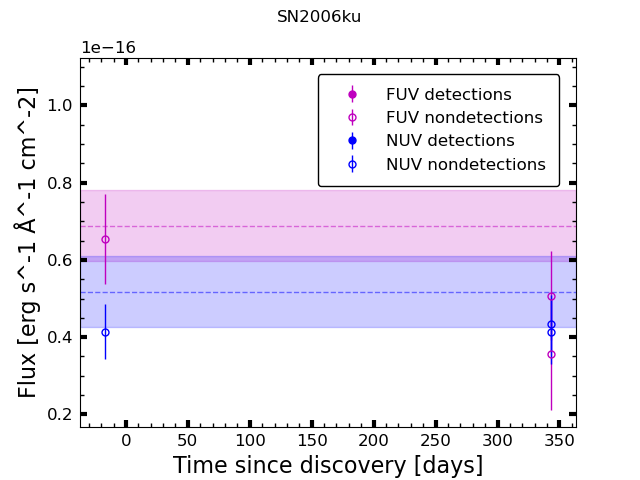 SN2006ku
1e−16
FUV detections
FUV nondetections
NUV detections
NUV nondetections
1.0
0.8
0.6
0.4
0.2
Flux [erg s^-1 Å^-1 cm^-2]
0 50 100 150 200 250 300 350
Time since discovery [days]